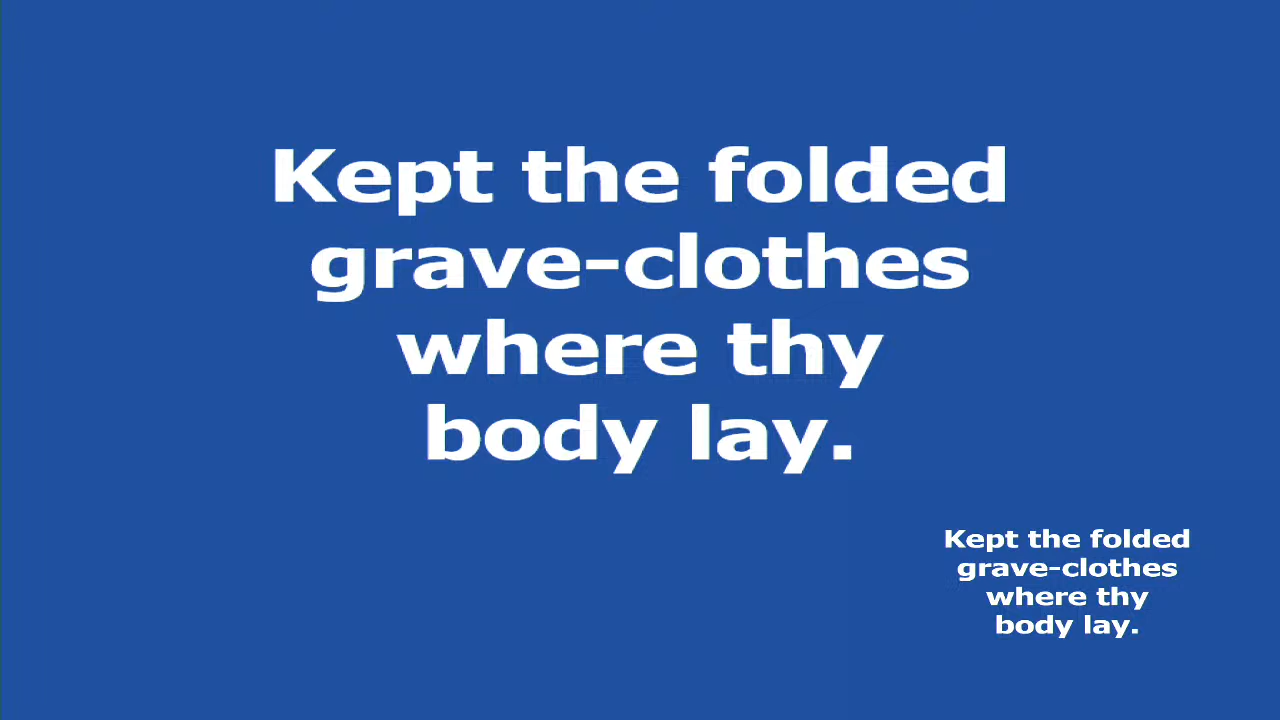 Kept the folded
grave-clothes
where thy
body lay.
Kept the folded
grave-clothes
where thy
body lay.